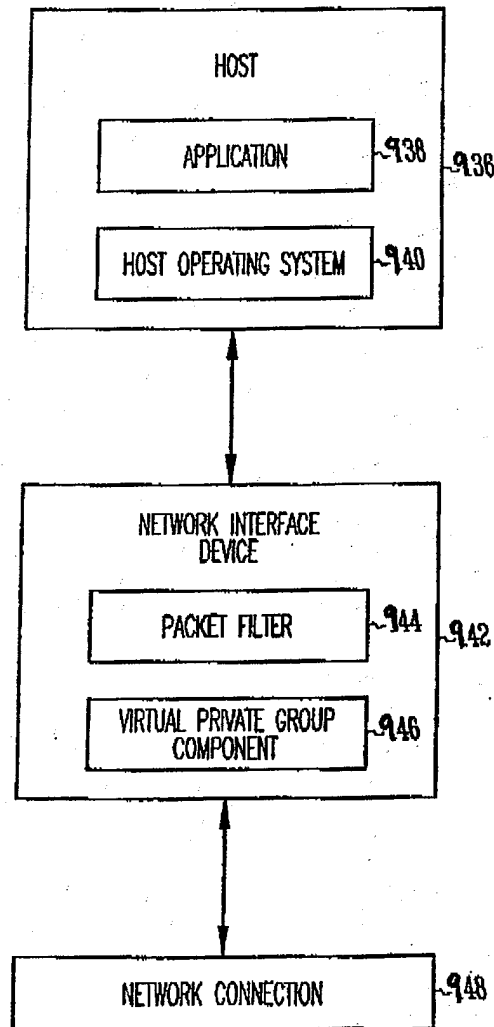 HOST
APPLICATION
938
936
HOST OPERATING SYSTEM
940
NETWORK INTERFACE
DEVICE
PACKET FILTER
944
942
VIRTUAL PRIVATE GROUP
COMPONENT
946
NETWORK CONNECTION
948